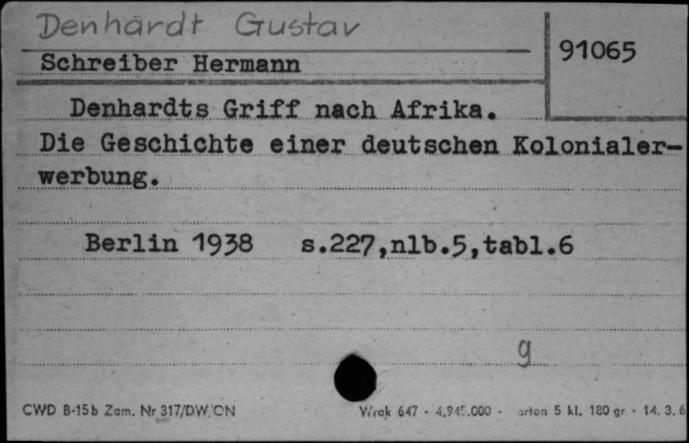 Denhardt Gustav
91065
Schreiber Hermann
Denhardts Griff nach Afrika.
Die Geschichte einer deutschen Kolonialer-
werbung.
Berlin 1938 s.227,nlb.5,tabl.6
g
CWD B-15b Zam. Nr 317/DW/CN Wrak 647 - 4.945.000 - 5 kl. 180 gr - 14. 3. 6